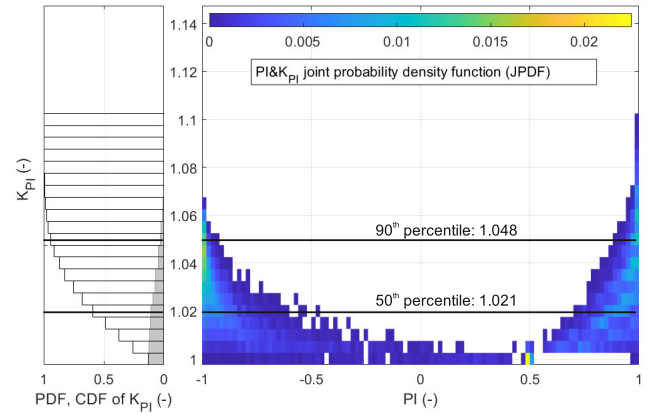 0 0.005 0.01 0.015 0.02
PI&K_PI joint probability density function (JPDF)
1.14
1.12
1.1
1.08
1.06
1.04
1.02
1
K_PI (-)
90th percentile: 1.048
50th percentile: 1.021
1 0.5 0
PDF, CDF of K_PI (-)
-1 -0.5 0 0.5 1
PI (-)